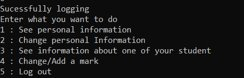 Sucessfully logging
Enter what you want to do
1 : See personal information
2 : Change personal Information
3 : See information about one of your student
4 : Change/Add a mark
5 : Log out